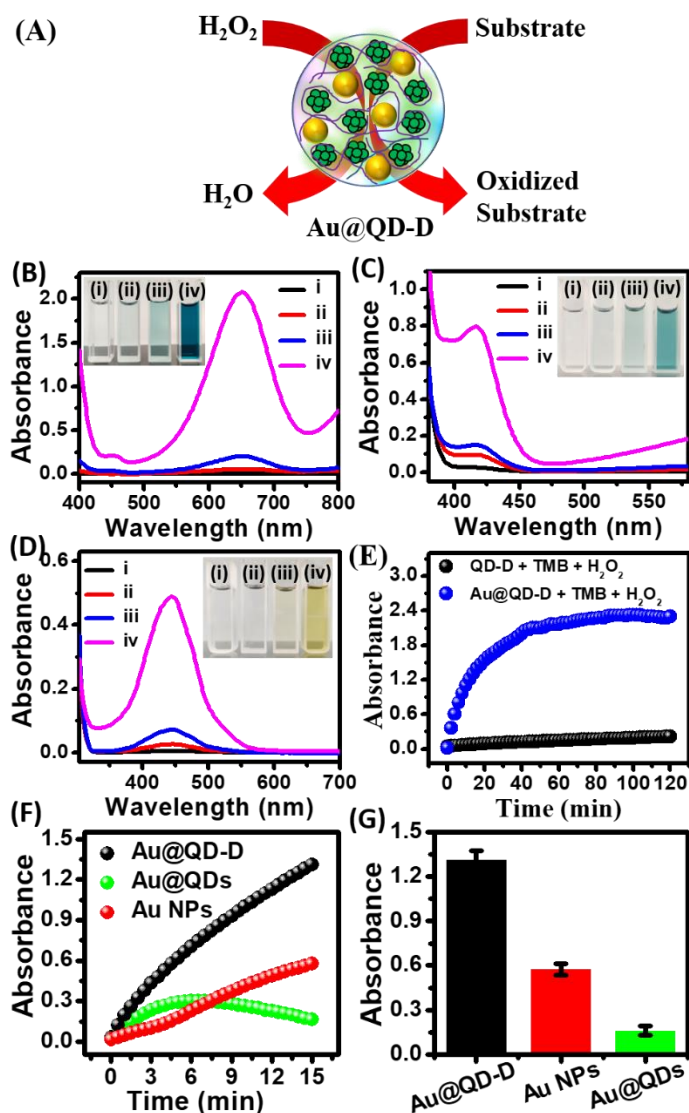 (A)
H₂O₂
Substrate
H₂O
Oxidized
Substrate
Au@QD-D
(B)
(i) (ii) (iii) (iv)
i
ii
iii
iv
2.0
1.5
1.0
0.5
0.0
Absorbance
400 500 600 700 800
Wavelength (nm)
(C)
(i) (ii) (iii) (iv)
i
ii
iii
iv
1.0
0.8
0.6
0.4
0.2
0.0
Absorbance
400 450 500 550
Wavelength (nm)
(D)
(i) (ii) (iii) (iv)
i
ii
iii
iv
0.6
0.4
0.2
0.0
Absorbance
400 500 600 700
Wavelength (nm)
(E)
QD-D + TMB + H₂O₂
Au@QD-D + TMB + H₂O₂
3.0
2.4
1.8
1.2
0.6
0.0
Absorbance
0 20 40 60 80 100 120
Time (min)
(F)
Au@QD-D
Au@QDs
Au NPs
1.5
1.2
0.9
0.6
0.3
0.0
Absorbance
0 3 6 9 12 15
Time (min)
(G)
1.5
1.2
0.9
0.6
0.3
0.0
Absorbance
Au@QD-D Au NPs Au@QDs